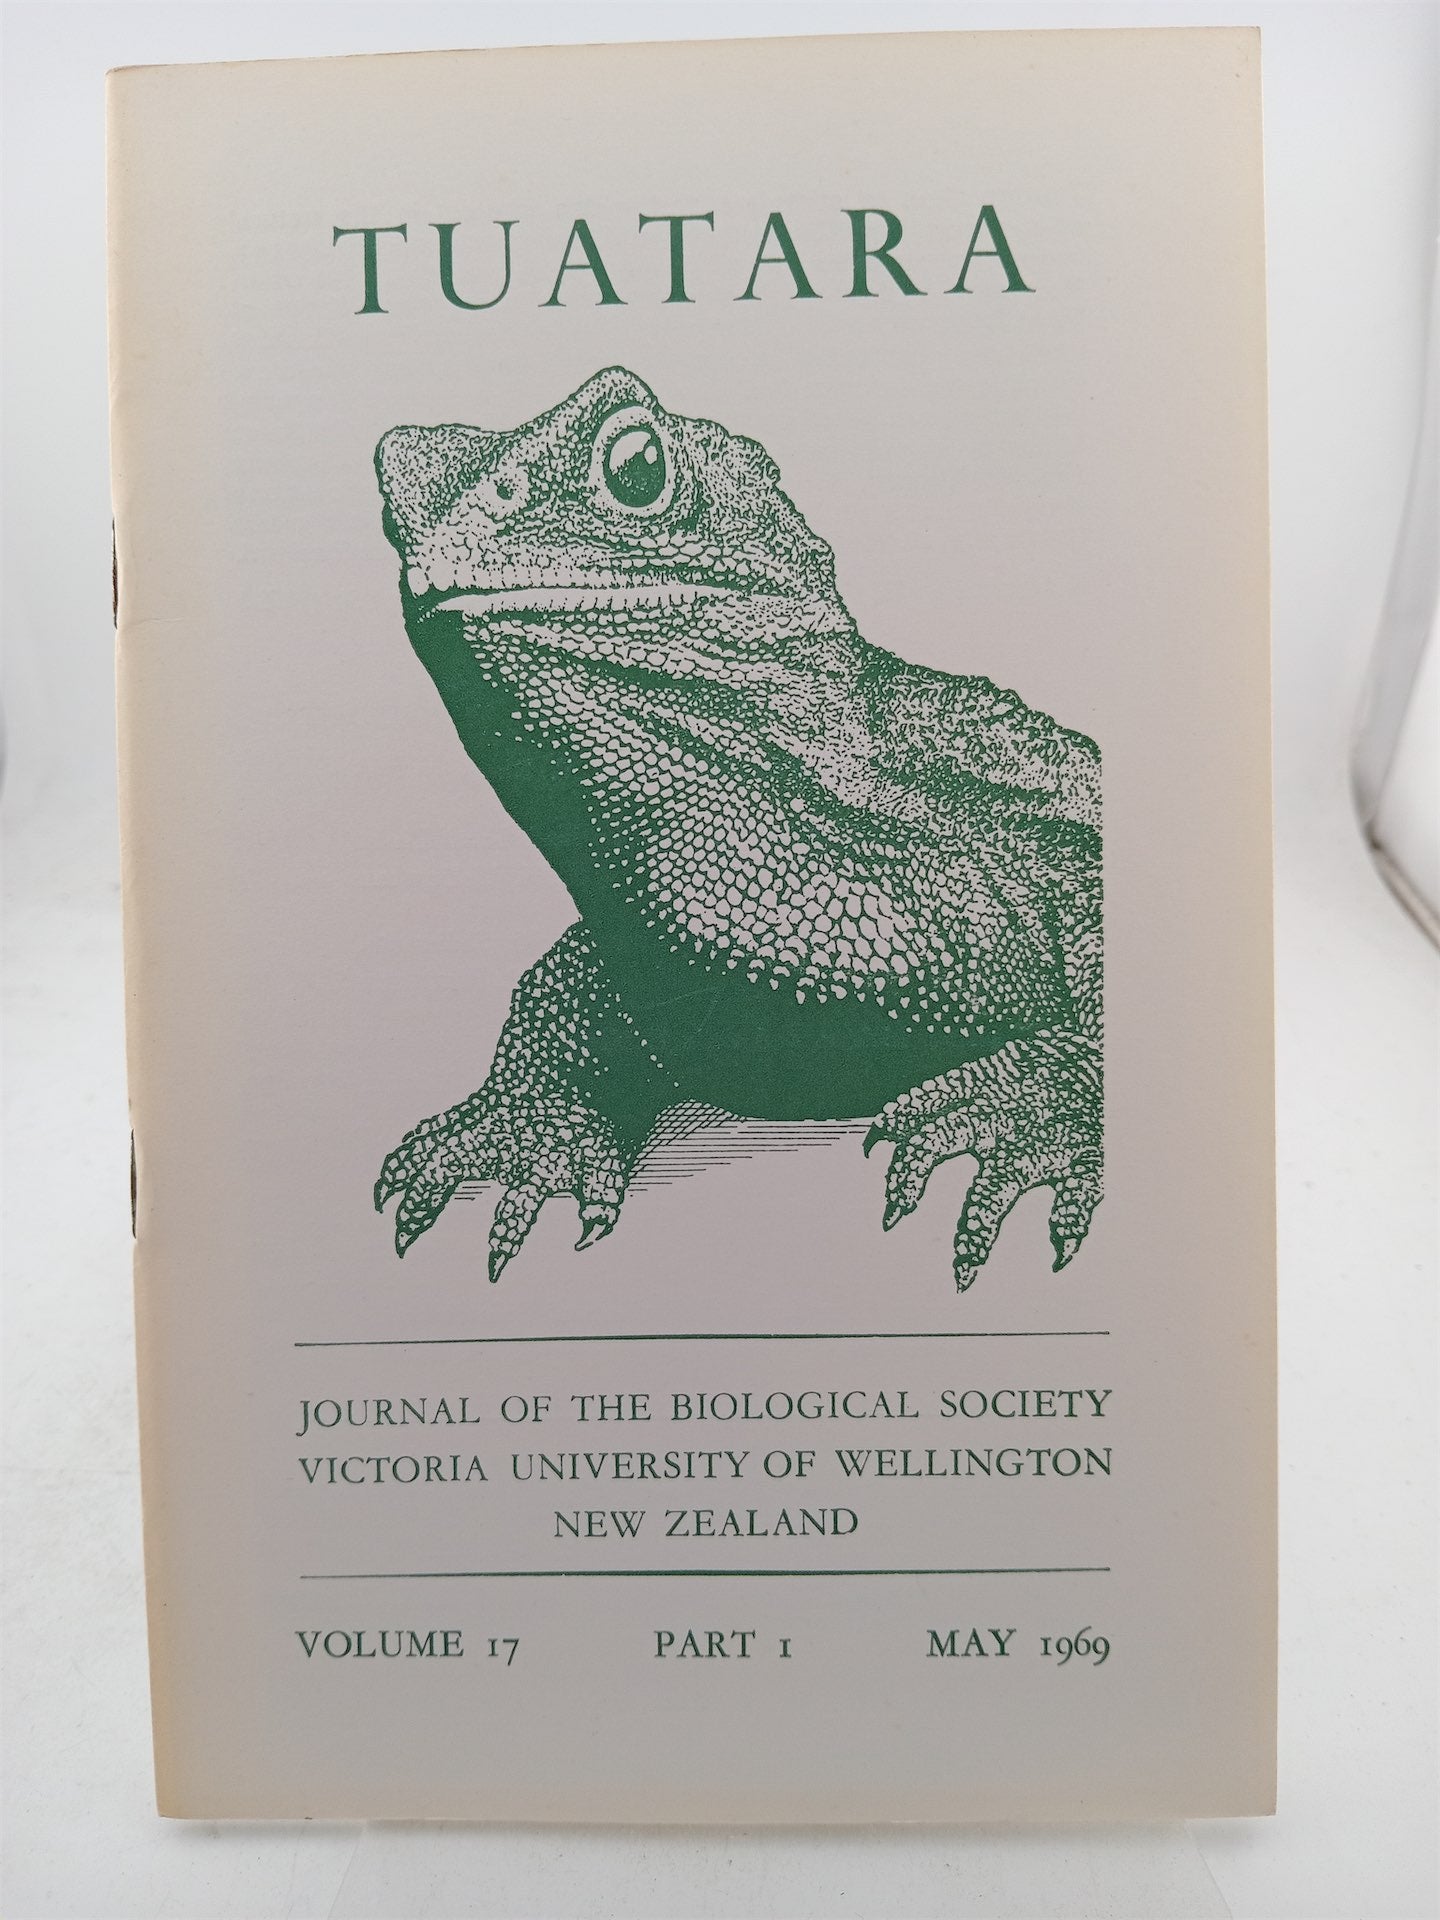 TUATARA
JOURNAL OF THE BIOLOGICAL SOCIETY
VICTORIA UNIVERSITY OF WELLINGTON
NEW ZEALAND
VOLUME 17 PART 1 MAY 1969